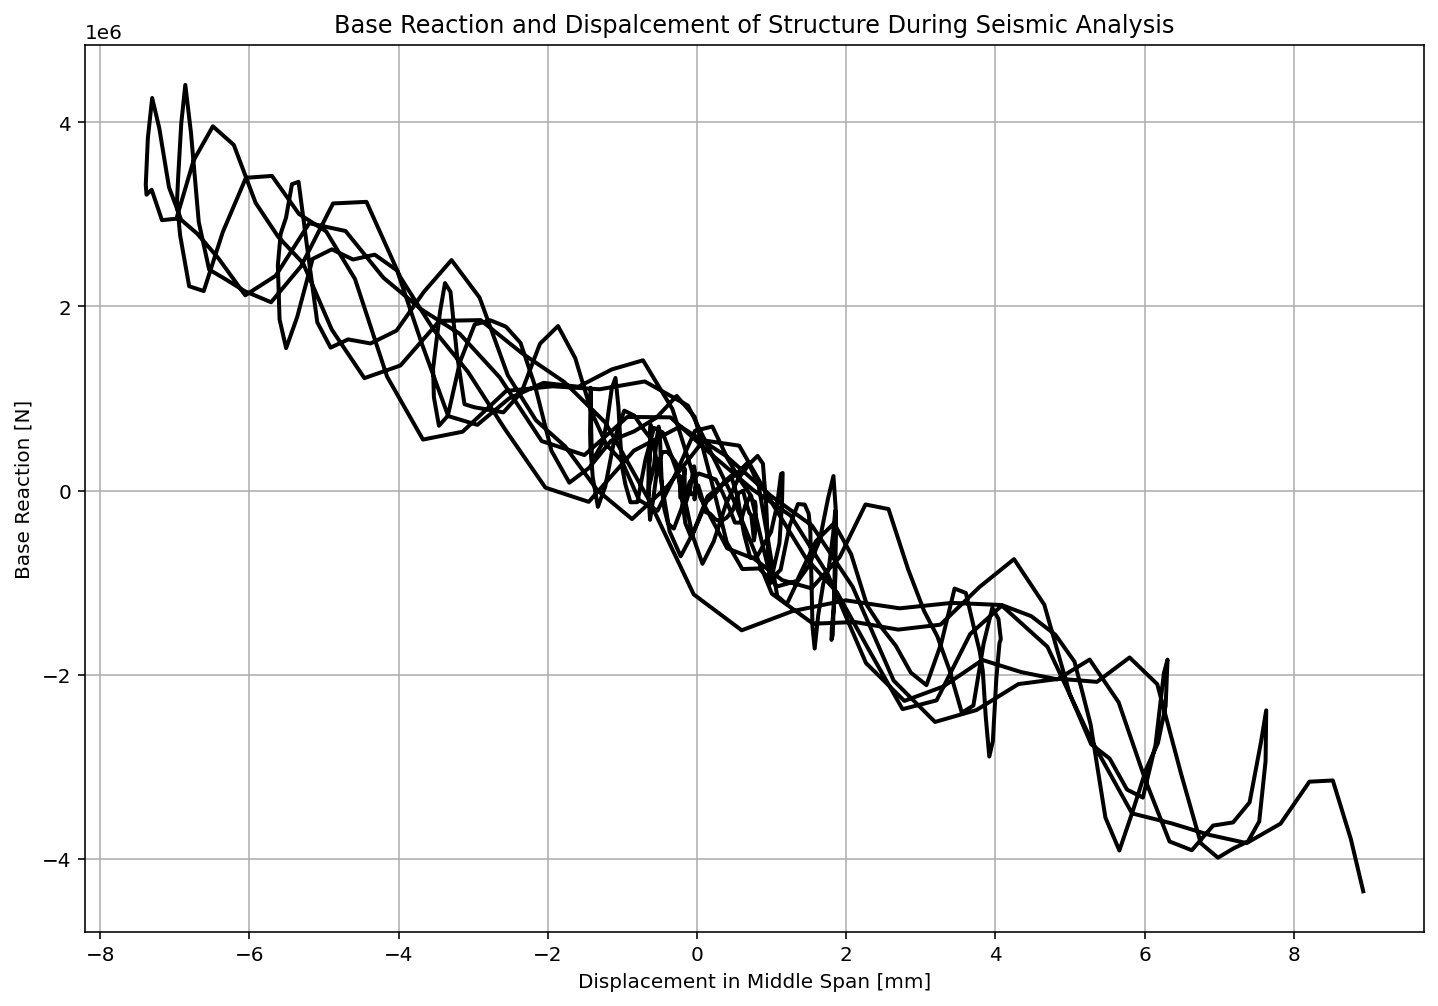 Base Reaction and Dispalcement of Structure During Seismic Analysis
1e6
4
2
0
−2
−4
Base Reaction [N]
−8 −6 −4 −2 0 2 4 6 8
Displacement in Middle Span [mm]